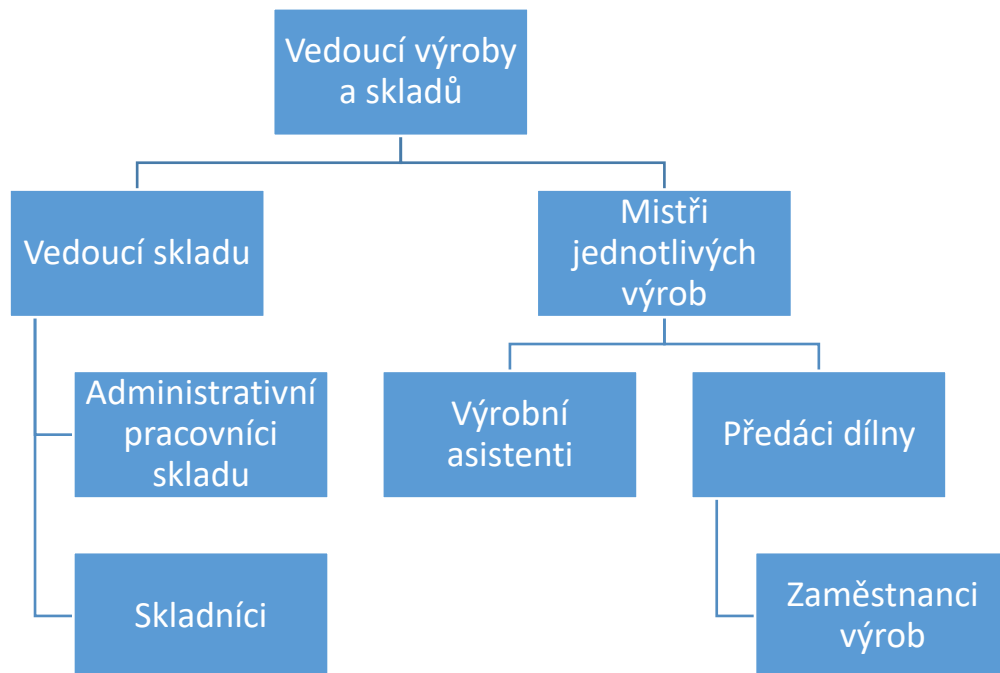 Vedoucí výroby
a skladů
Vedoucí skladu
Mistři
jednotlivých
výrob
Administrativní
pracovníci
skladu
Výrobní
asistenti
Předáci dílny
Skladníci
Zaměstnanci
výrob